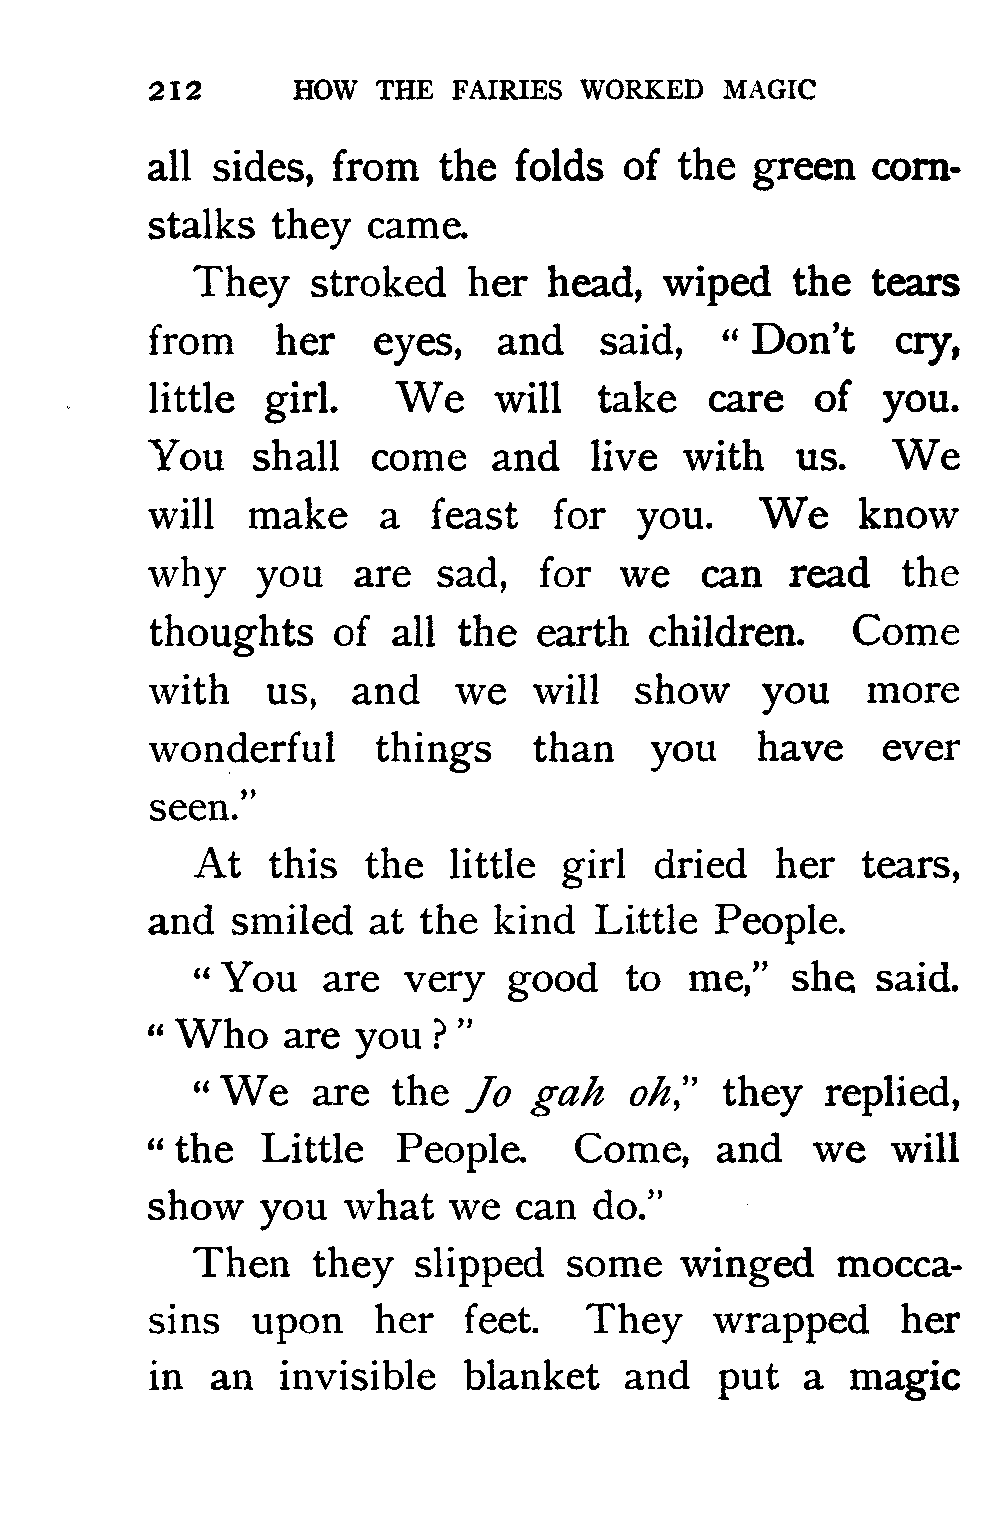 212 HOW THE FAIRIES WORKED MAGIC
all sides, from the folds of the green corn-
stalks they came.
They stroked her head, wiped the tears
from her eyes, and said, “ Don’t cry,
little girl. We will take care of you.
You shall come and live with us. We
will make a feast for you. We know
why you are sad, for we can read the
thoughts of all the earth children. Come
with us, and we will show you more
wonderful things than you have ever
seen.”
At this the little girl dried her tears,
and smiled at the kind Little People.
“ You are very good to me,” she said.
“ Who are you ? ”
“ We are the Jo gah oh,” they replied,
“ the Little People. Come, and we will
show you what we can do.”
Then they slipped some winged mocca-
sins upon her feet. They wrapped her
in an invisible blanket and put a magic